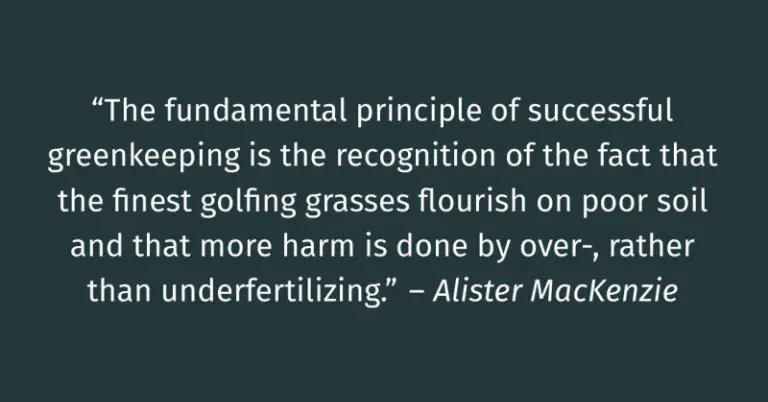 “The fundamental principle of successful
greenkeeping is the recognition of the fact that
the finest golfing grasses flourish on poor soil
and that more harm is done by over-, rather
than underfertilizing.” – Alister MacKenzie